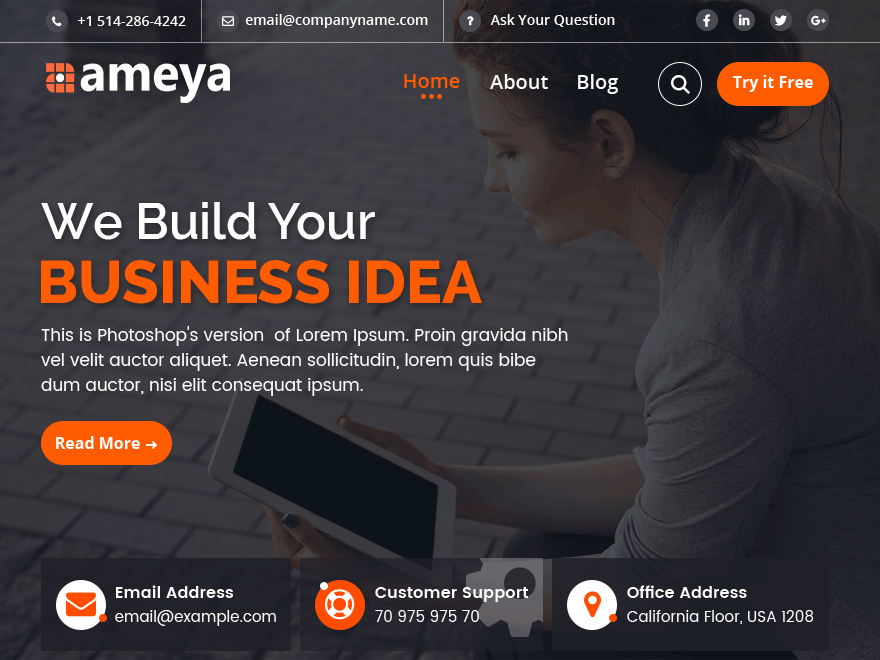 +1 514-286-4242 email@companyname.com ? Ask Your Question f in G+
ameya Home About Blog Try it Free
We Build Your
BUSINESS IDEA
This is Photoshop's version of Lorem Ipsum. Proin gravida nibh
vel velit auctor aliquet. Aenean sollicitudin, lorem quis bibe
dum auctor, nisi elit consequat ipsum.
Read More →
Email Address
email@example.com
Customer Support
70 975 975 70
Office Address
California Floor, USA 1208